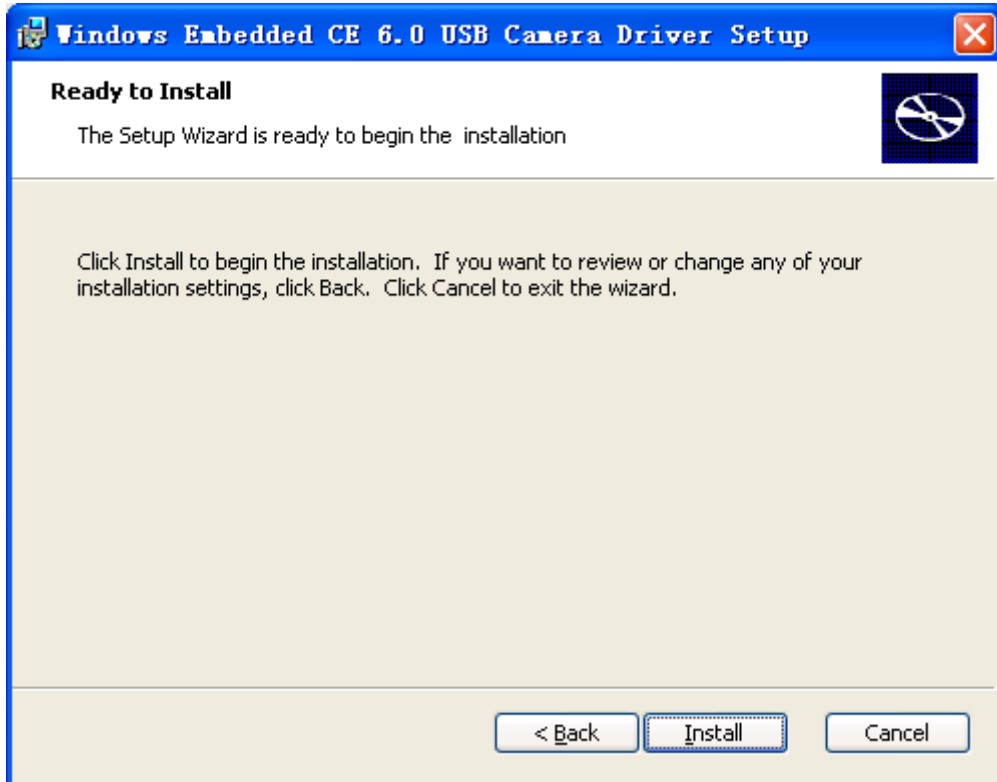 Windows Embedded CE 6.0 USB Camera Driver Setup
Ready to Install
The Setup Wizard is ready to begin the  installation
Click Install to begin the installation.  If you want to review or change any of your
installation settings, click Back.  Click Cancel to exit the wizard.
< Back
Install
Cancel